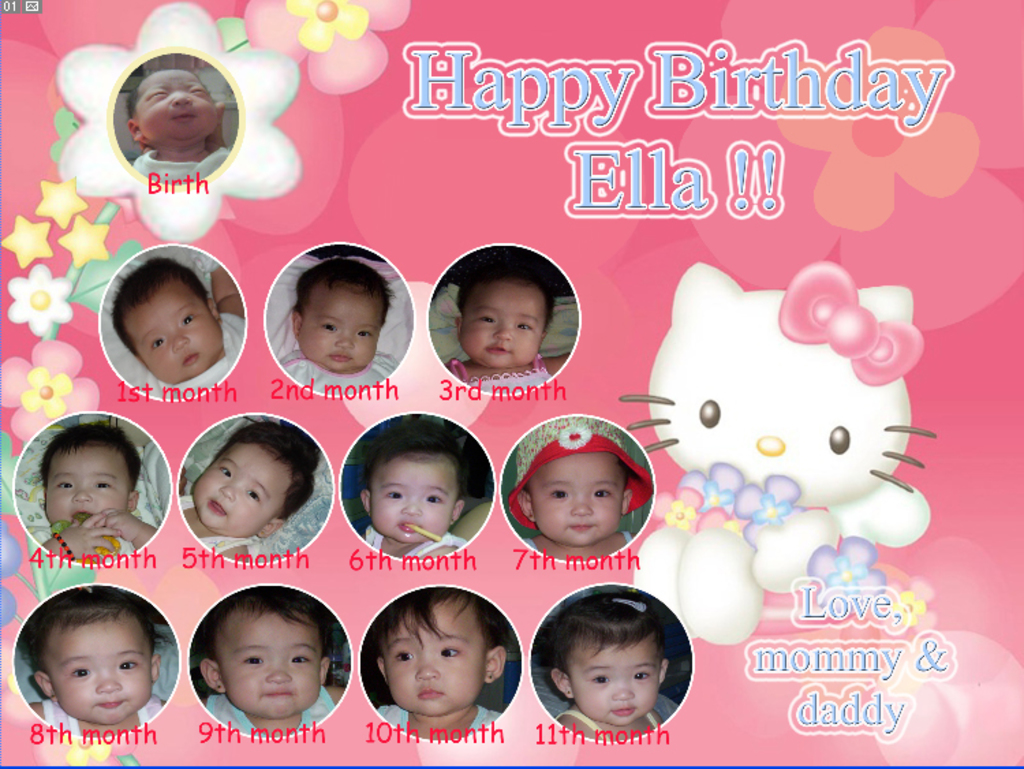 01
Happy Birthday
Ella !!
Birth
1st month
2nd month
3rd month
4th month
5th month
6th month
7th month
8th month
9th month
10th month
11th month
Love,
mommy &
daddy